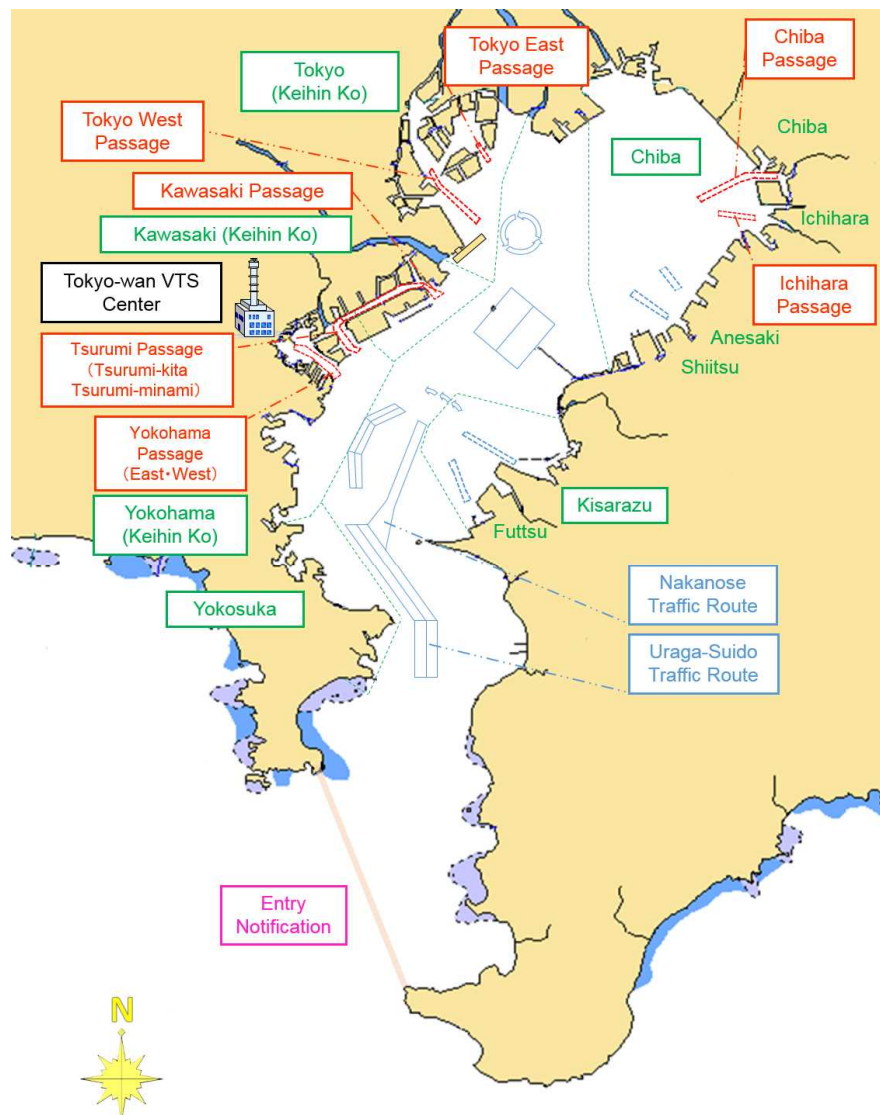 Tokyo East
Passage
Chiba
Passage
Tokyo
(Keihin Ko)
Tokyo West
Passage
Chiba
Chiba
Kawasaki Passage
Ichihara
Kawasaki (Keihin Ko)
Tokyo-wan VTS
Center
Ichihara
Passage
Anesaki
Shiitsu
Tsurumi Passage
(Tsurumi-kita
Tsurumi-minami)
Yokohama
Passage
(East・West)
Kisarazu
Yokohama
(Keihin Ko)
Futtsu
Nakanose
Traffic Route
Yokosuka
Uraga-Suido
Traffic Route
Entry
Notification
N